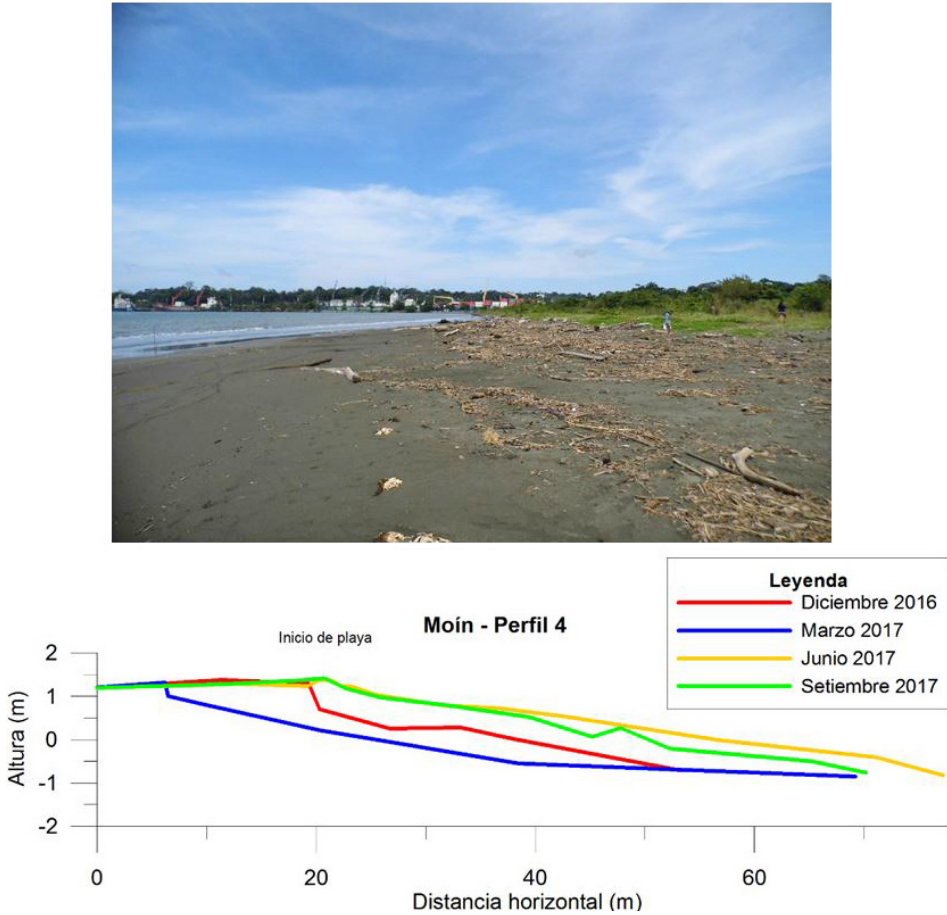 Leyenda
Diciembre 2016
Marzo 2017
Junio 2017
Setiembre 2017
Moín - Perfil 4
Inicio de playa
Altura (m)
2
1
0
-1
-2
0 20 40 60
Distancia horizontal (m)